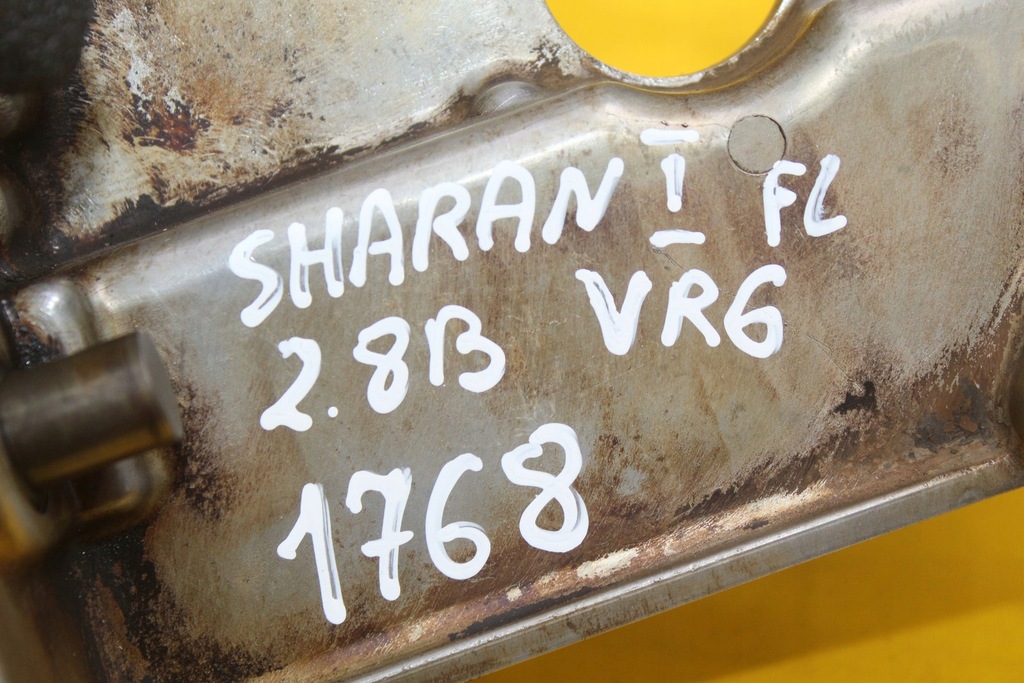 SHARAN I FL
2.8B VR6
1768